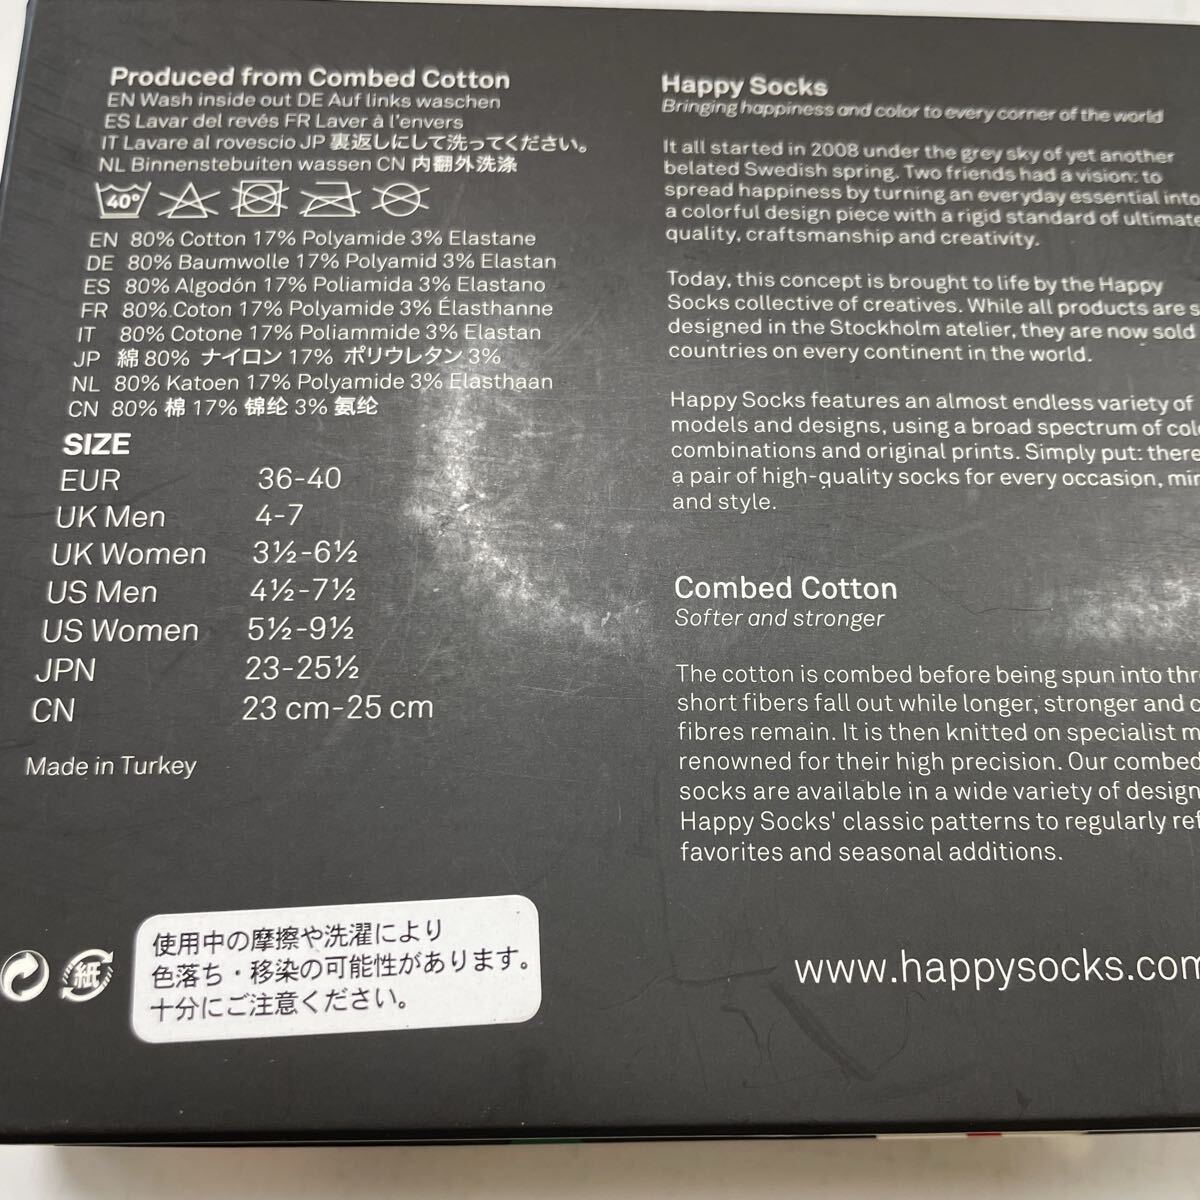 Produced from Combed Cotton
EN Wash inside out DE Auf links waschen
ES Lavar del revés FR Laver à l'envers
IT Lavare al rovescio JP 裏返しにして洗ってください。
NL Binnenstebuiten wassen CN 内翻外洗涤
40°
EN 80% Cotton 17% Polyamide 3% Elastane
DE 80% Baumwolle 17% Polyamid 3% Elastan
ES 80% Algodón 17% Poliamida 3% Elastano
FR 80% Coton 17% Polyamide 3% Élasthanne
IT 80% Cotone 17% Poliammide 3% Elastan
JP 綿 80% ナイロン 17% ポリウレタン 3%
NL 80% Katoen 17% Polyamide 3% Elasthaan
CN 80% 棉 17% 锦纶 3% 氨纶
SIZE
EUR 36-40
UK Men 4-7
UK Women 3½-6½
US Men 4½-7½
US Women 5½-9½
JPN 23-25½
CN 23 cm-25 cm
Made in Turkey
紙
使用中の摩擦や洗濯により
色落ち・移染の可能性があります。
十分にご注意ください。
Happy Socks
Bringing happiness and color to every corner of the world
It all started in 2008 under the grey sky of yet another
belated Swedish spring. Two friends had a vision: to
spread happiness by turning an everyday essential into
a colorful design piece with a rigid standard of ultimate
quality, craftsmanship and creativity.
Today, this concept is brought to life by the Happy
Socks collective of creatives. While all products are
designed in the Stockholm atelier, they are now sold
countries on every continent in the world.
Happy Socks features an almost endless variety of
models and designs, using a broad spectrum of
combinations and original prints. Simply put: there
a pair of high-quality socks for every occasion,
and style.
Combed Cotton
Softer and stronger
The cotton is combed before being spun into
short fibers fall out while longer, stronger and
fibres remain. It is then knitted on specialist
renowned for their high precision. Our combed
socks are available in a wide variety of
Happy Socks' classic patterns to regularly
favorites and seasonal additions.
www.happysocks.com